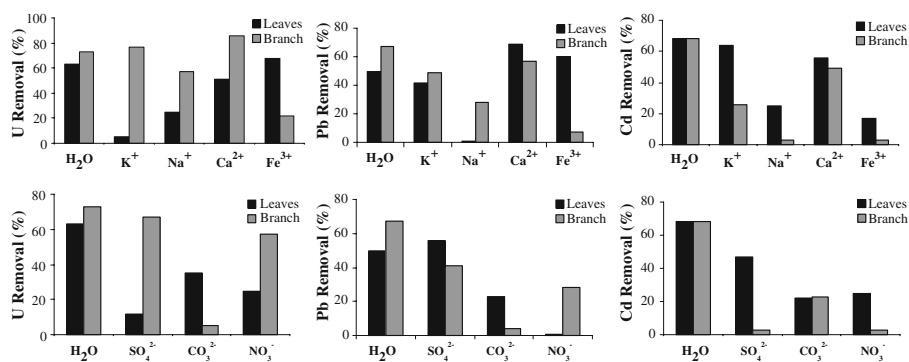 U Removal (%)
100
80
60
40
20
0
Leaves
Branch
H₂O K⁺ Na⁺ Ca²⁺ Fe³⁺
Pb Removal (%)
80
60
40
20
0
Leaves
Branch
H₂O K⁺ Na⁺ Ca²⁺ Fe³⁺
Cd Removal (%)
80
60
40
20
0
Leaves
Branch
H₂O K⁺ Na⁺ Ca²⁺ Fe³⁺
U Removal (%)
80
60
40
20
0
Leaves
Branch
H₂O SO₄²⁻ CO₃²⁻ NO₃⁻
Pb Removal (%)
80
60
40
20
0
Leaves
Branch
H₂O SO₄²⁻ CO₃²⁻ NO₃⁻
Cd Removal (%)
80
60
40
20
0
Leaves
Branch
H₂O SO₄²⁻ CO₃²⁻ NO₃⁻